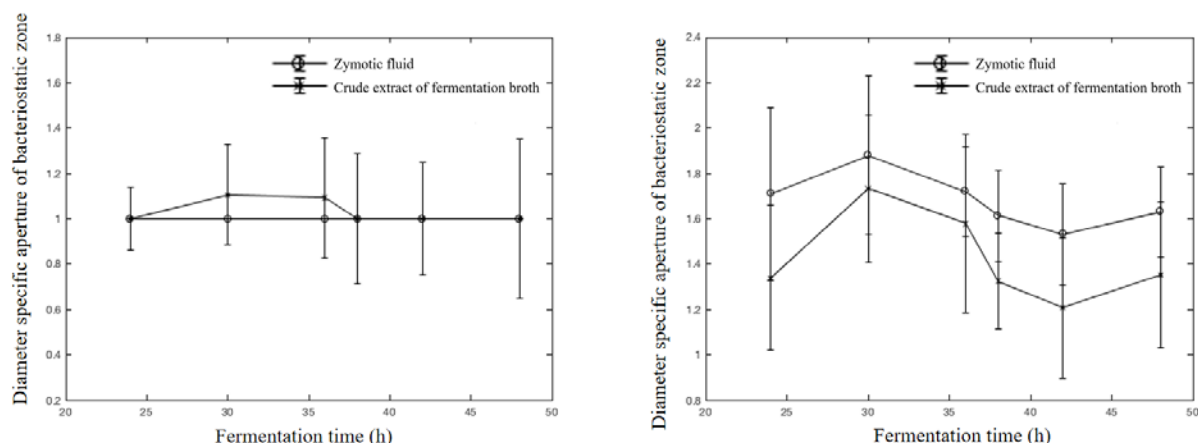 Diameter specific aperture of bacteriostatic zone
1.8
1.6
1.4
1.2
1
0.8
0.6
0.4
0.2
Zymotic fluid
Crude extract of fermentation broth
20 25 30 35 40 45 50
Fermentation time (h)
Diameter specific aperture of bacteriostatic zone
2.4
2.2
2
1.8
1.6
1.4
1.2
1
0.8
Zymotic fluid
Crude extract of fermentation broth
20 25 30 35 40 45 50
Fermentation time (h)